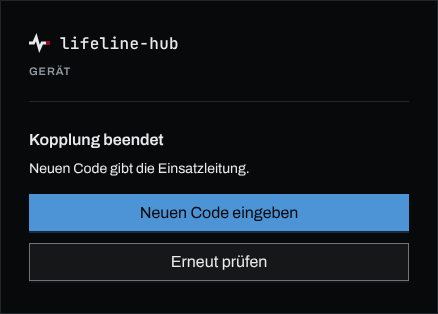 lifeline-hub
GERÄT
Kopplung beendet
Neuen Code gibt die Einsatzleitung.
Neuen Code eingeben
Erneut prüfen